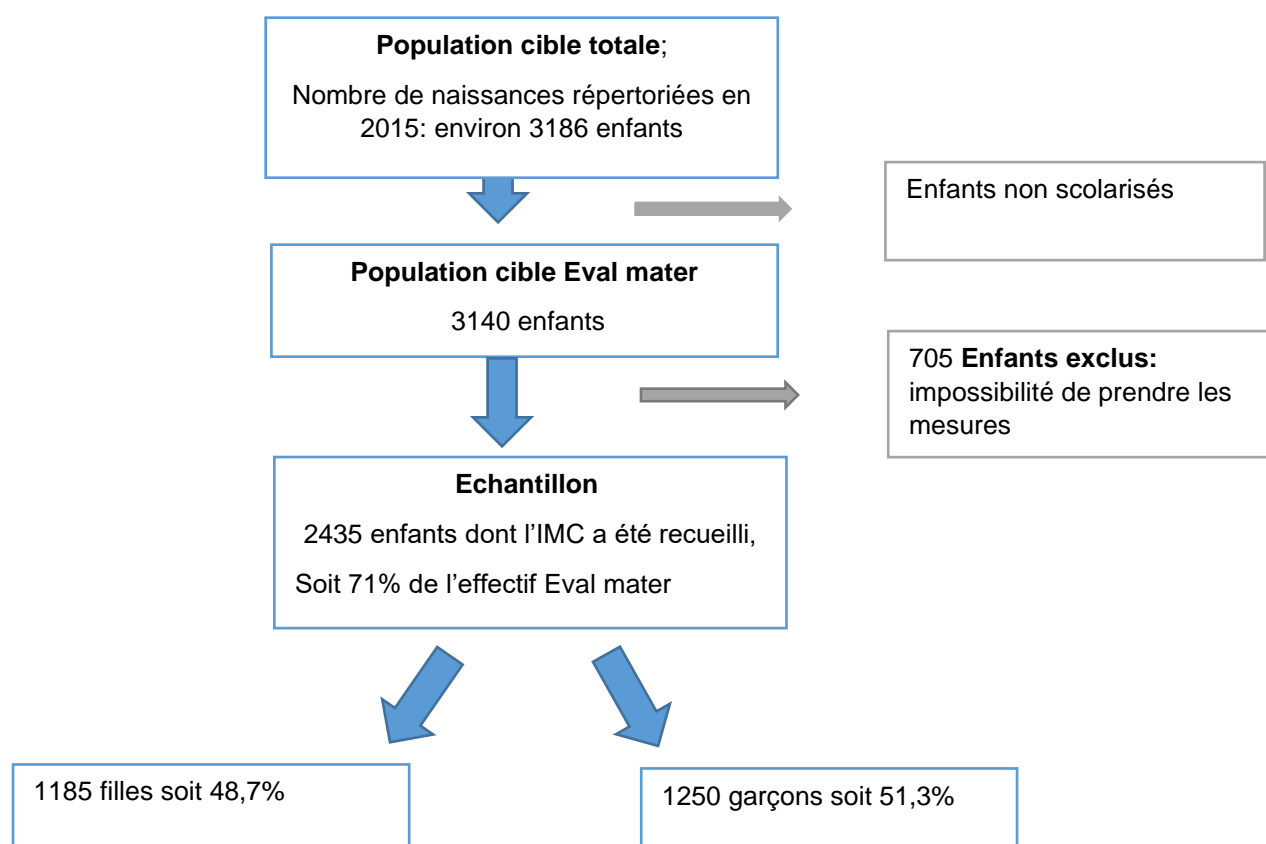 Population cible totale;
Nombre de naissances répertoriées en
2015: environ 3186 enfants
Enfants non scolarisés
Population cible Eval mater
3140 enfants
705 Enfants exclus:
impossibilité de prendre les
mesures
Echantillon
2435 enfants dont l’IMC a été recueilli,
Soit 71% de l’effectif Eval mater
1185 filles soit 48,7%
1250 garçons soit 51,3%